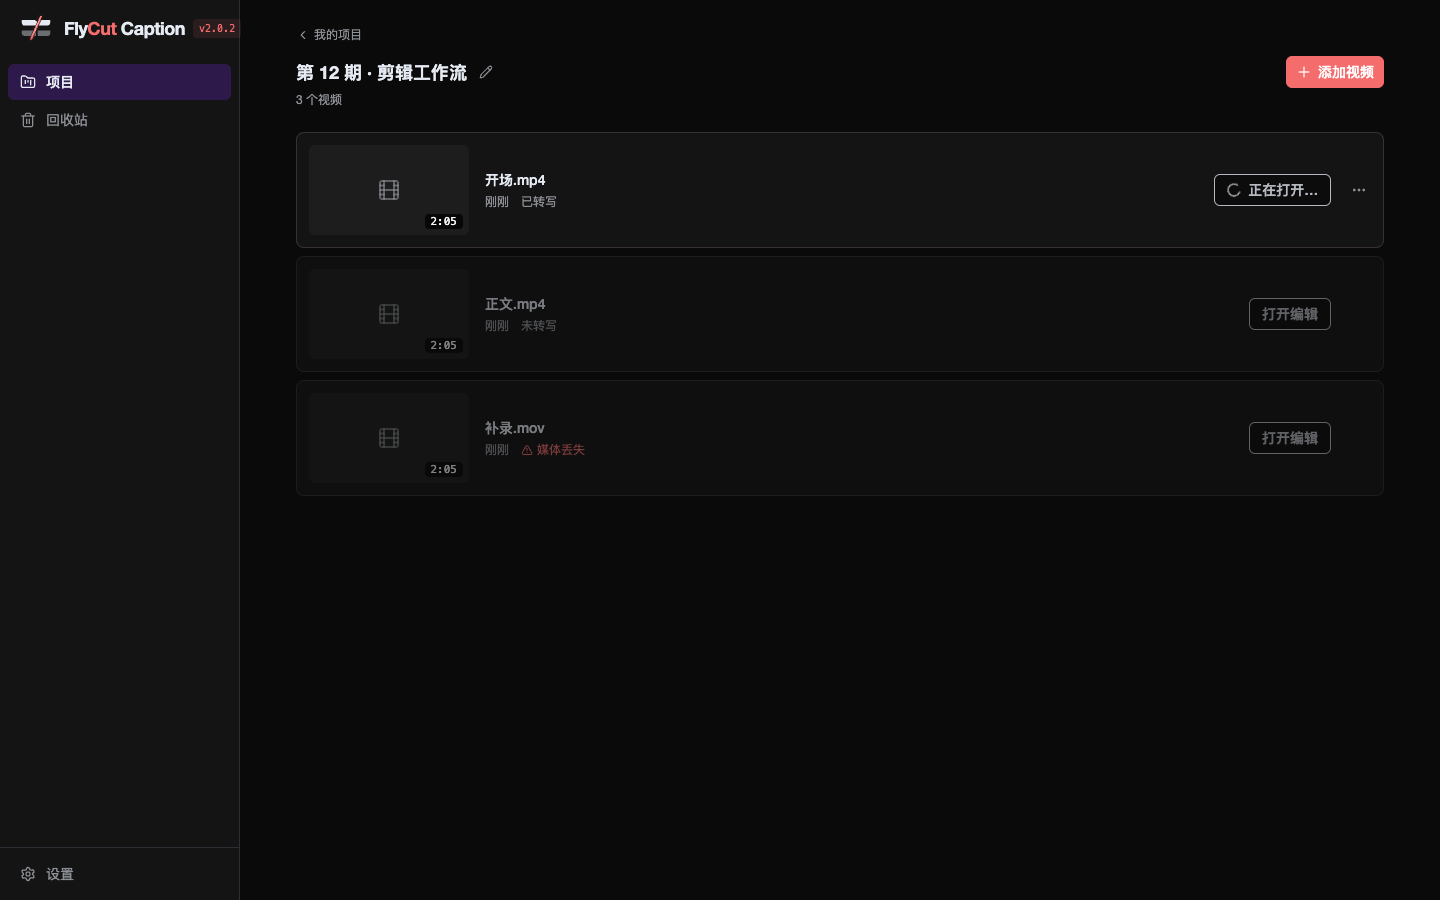 FlyCut Caption v2.0.2
项目
回收站
设置
我的项目
第 12 期 · 剪辑工作流
3 个视频
添加视频
2:05
开场.mp4
刚刚 已转写
正在打开...
2:05
正文.mp4
刚刚 未转写
打开编辑
2:05
补录.mov
刚刚 媒体丢失
打开编辑